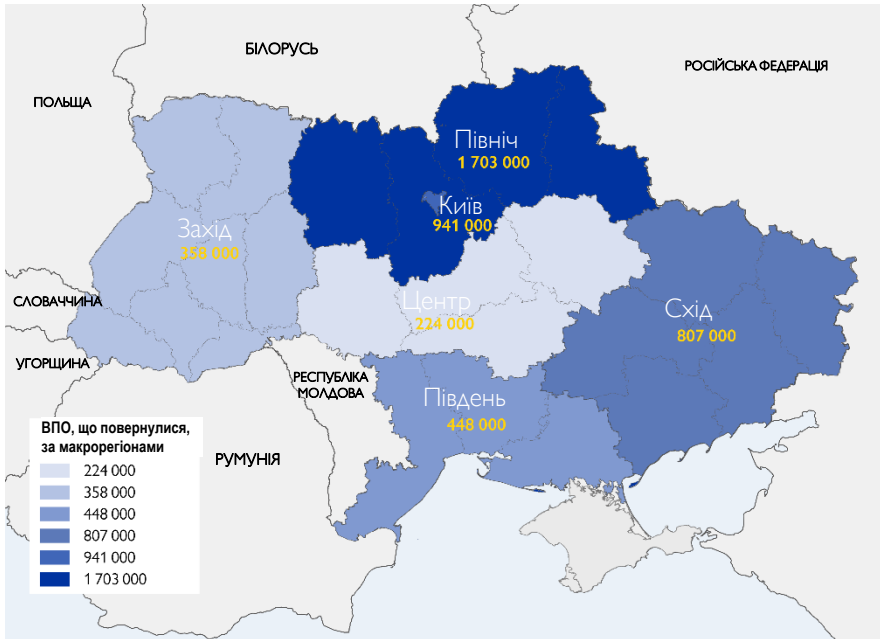 БІЛОРУСЬ
РОСІЙСЬКА ФЕДЕРАЦІЯ
ПОЛЬЩА
Північ
1 703 000
Київ
941 000
Захід
358 000
СЛОВАЧЧИНА
Центр
224 000
Схід
807 000
УГОРЩИНА
РЕСПУБЛІКА
МОЛДОВА
Південь
448 000
РУМУНІЯ
ВПО, що повернулися,
за макрорегіонами
224 000
358 000
448 000
807 000
941 000
1 703 000